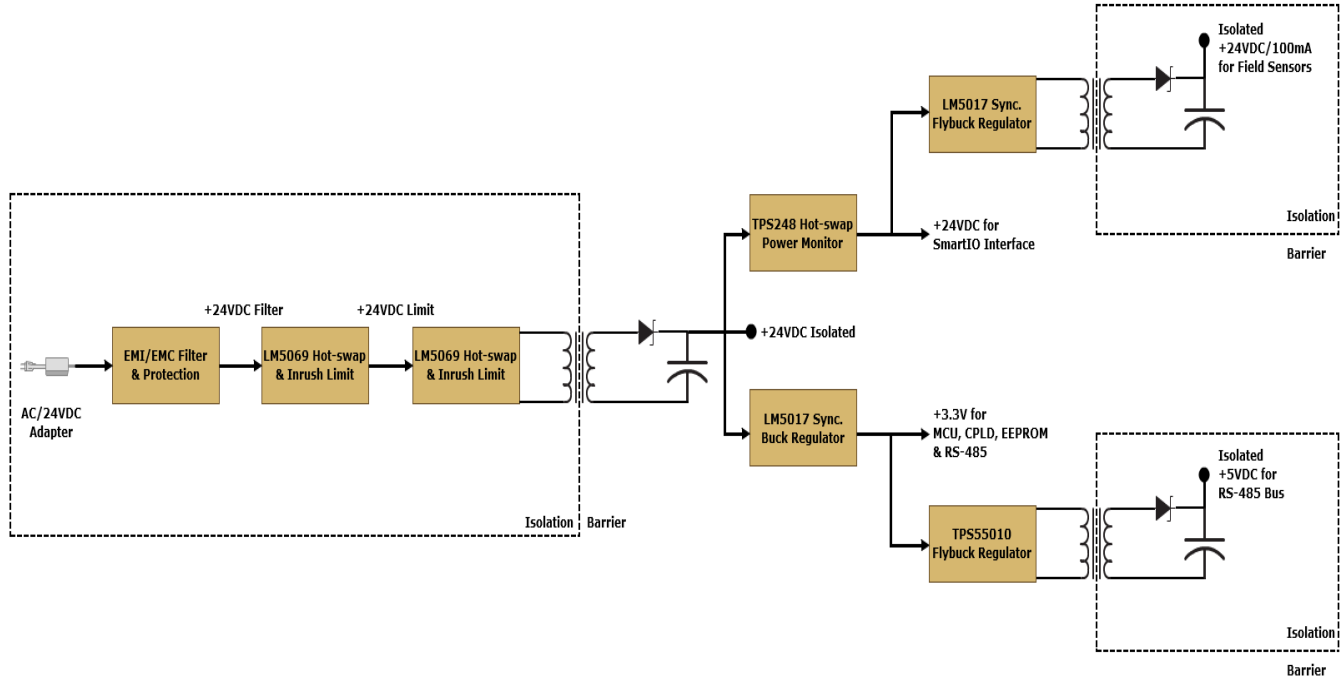 AC/24VDC
Adapter
EMI/EMC Filter
& Protection
+24VDC Filter
LM5069 Hot-swap
& Inrush Limit
+24VDC Limit
LM5069 Hot-swap
& Inrush Limit
Isolation
Barrier
+24VDC Isolated
TPS248 Hot-swap
Power Monitor
+24VDC for
SmartIO Interface
LM5017 Sync.
Flybuck Regulator
Isolated
+24VDC/100mA
for Field Sensors
Isolation
Barrier
LM5017 Sync.
Buck Regulator
+3.3V for
MCU, CPLD, EEPROM
& RS-485
TPS55010
Flybuck Regulator
Isolated
+5VDC for
RS-485 Bus
Isolation
Barrier